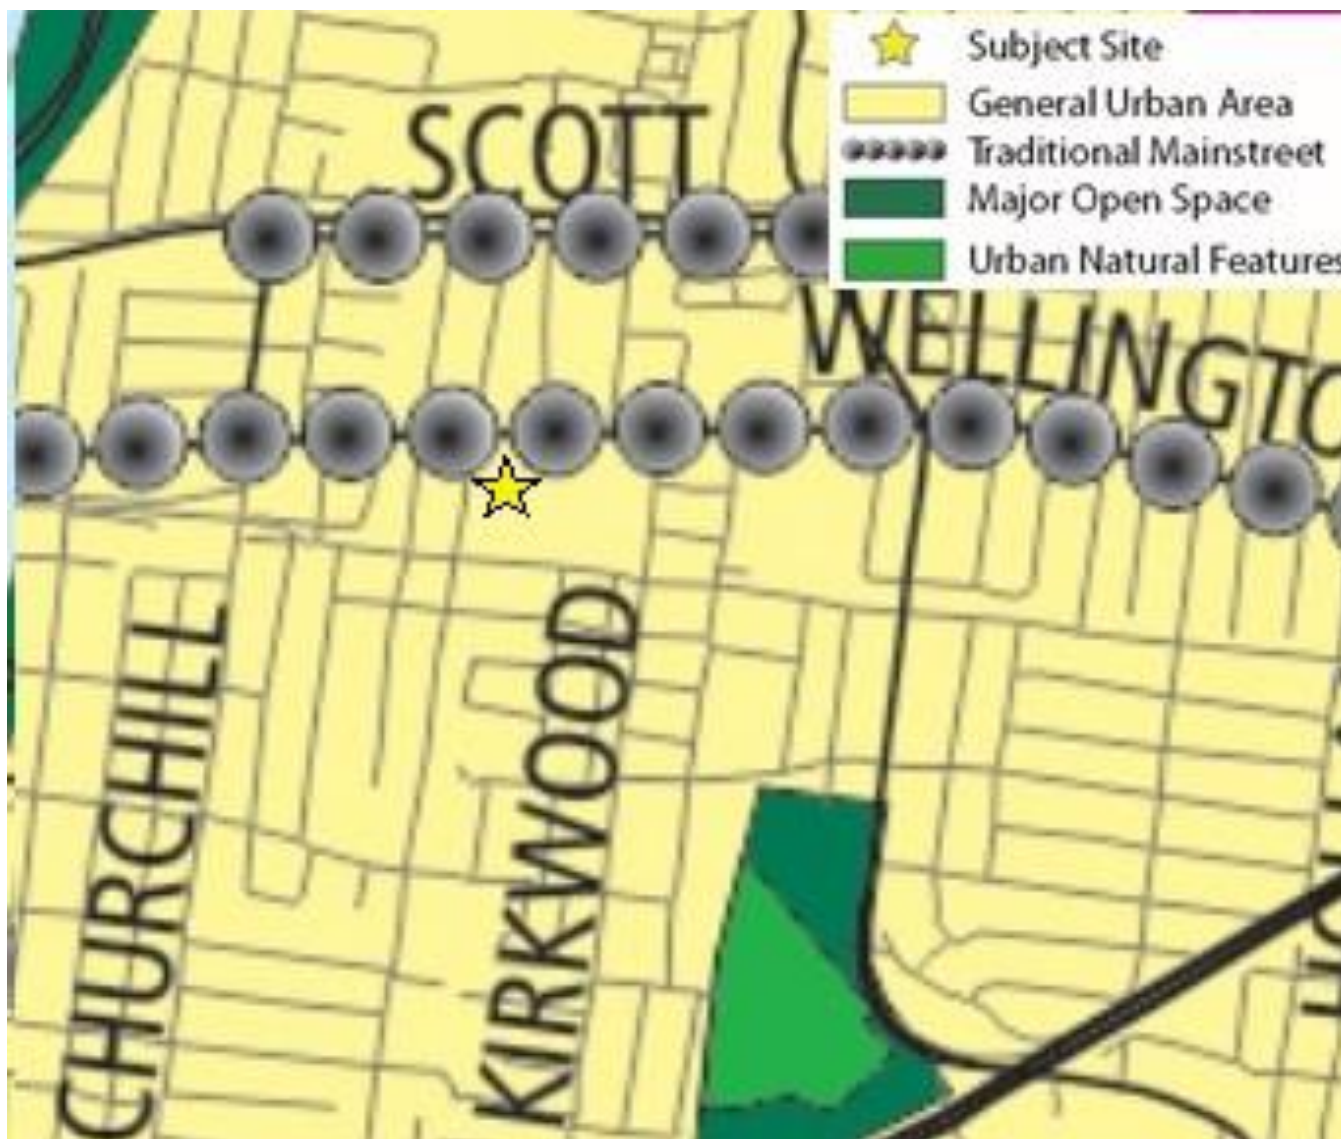 Subject Site
General Urban Area
Traditional Mainstreet
Major Open Space
Urban Natural Features
SCOTT
WELLINGTO
CHURCHILL
KIRKWOOD